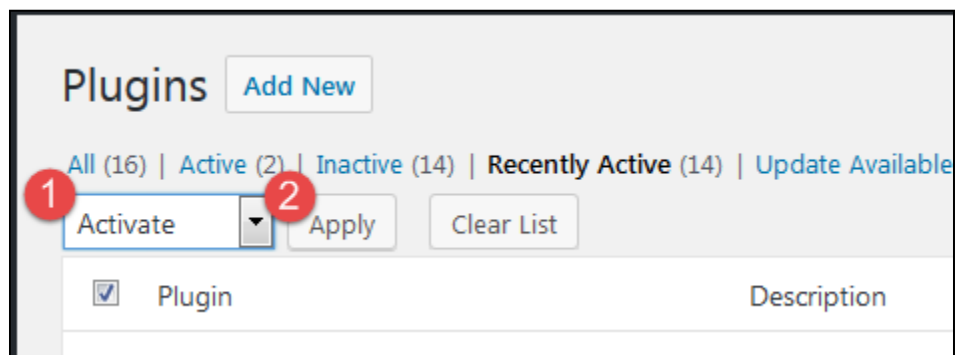 Plugins Add New
All (16) | Active (2) | Inactive (14) | Recently Active (14) | Update Available
1 2
Activate Apply Clear List
Plugin Description